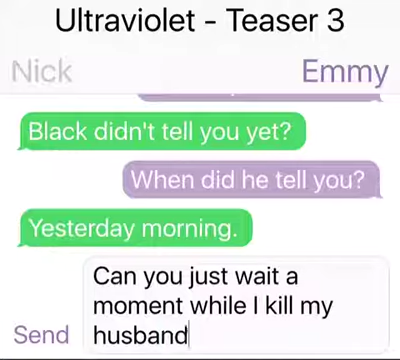 Ultraviolet - Teaser 3
Nick
Emmy
Black didn't tell you yet?
When did he tell you?
Yesterday morning.
Can you just wait a
moment while I kill my
husband
Send